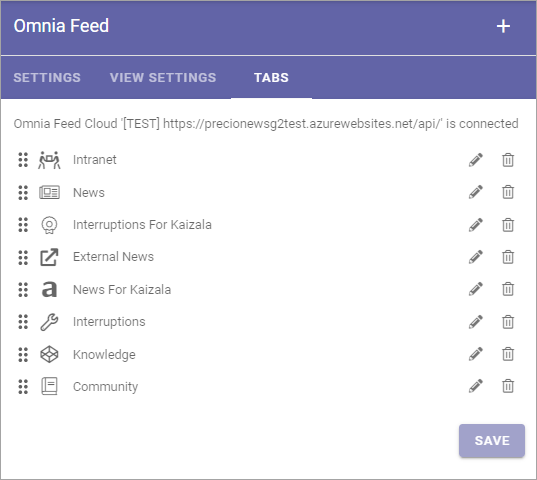 Omnia Feed
SETTINGS VIEW SETTINGS TABS
Omnia Feed Cloud '[TEST] https://precionewsg2test.azurewebsites.net/api/' is connected
Intranet
News
Interruptions For Kaizala
External News
News For Kaizala
Interruptions
Knowledge
Community
SAVE